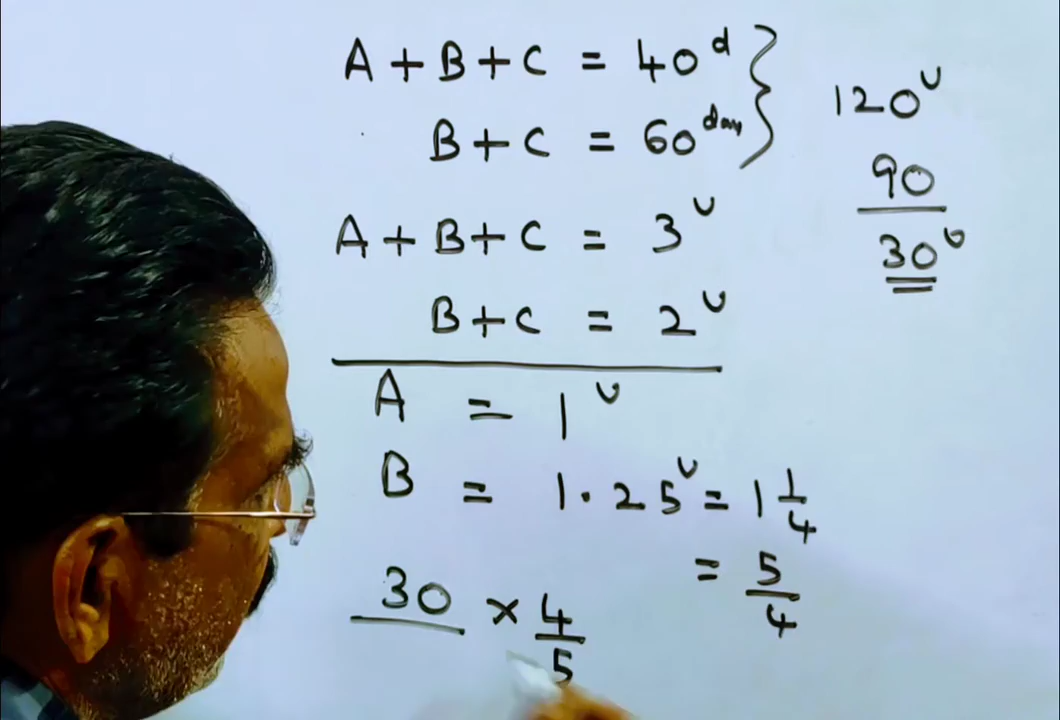 A + B + C = 40 d }
B + C = 60 day
120 U
90
30 U
A + B + C = 3 U
B + C = 2 U
A = 1 U
B = 1.25 U = 1 1/4
= 5/4
30 × 4/5